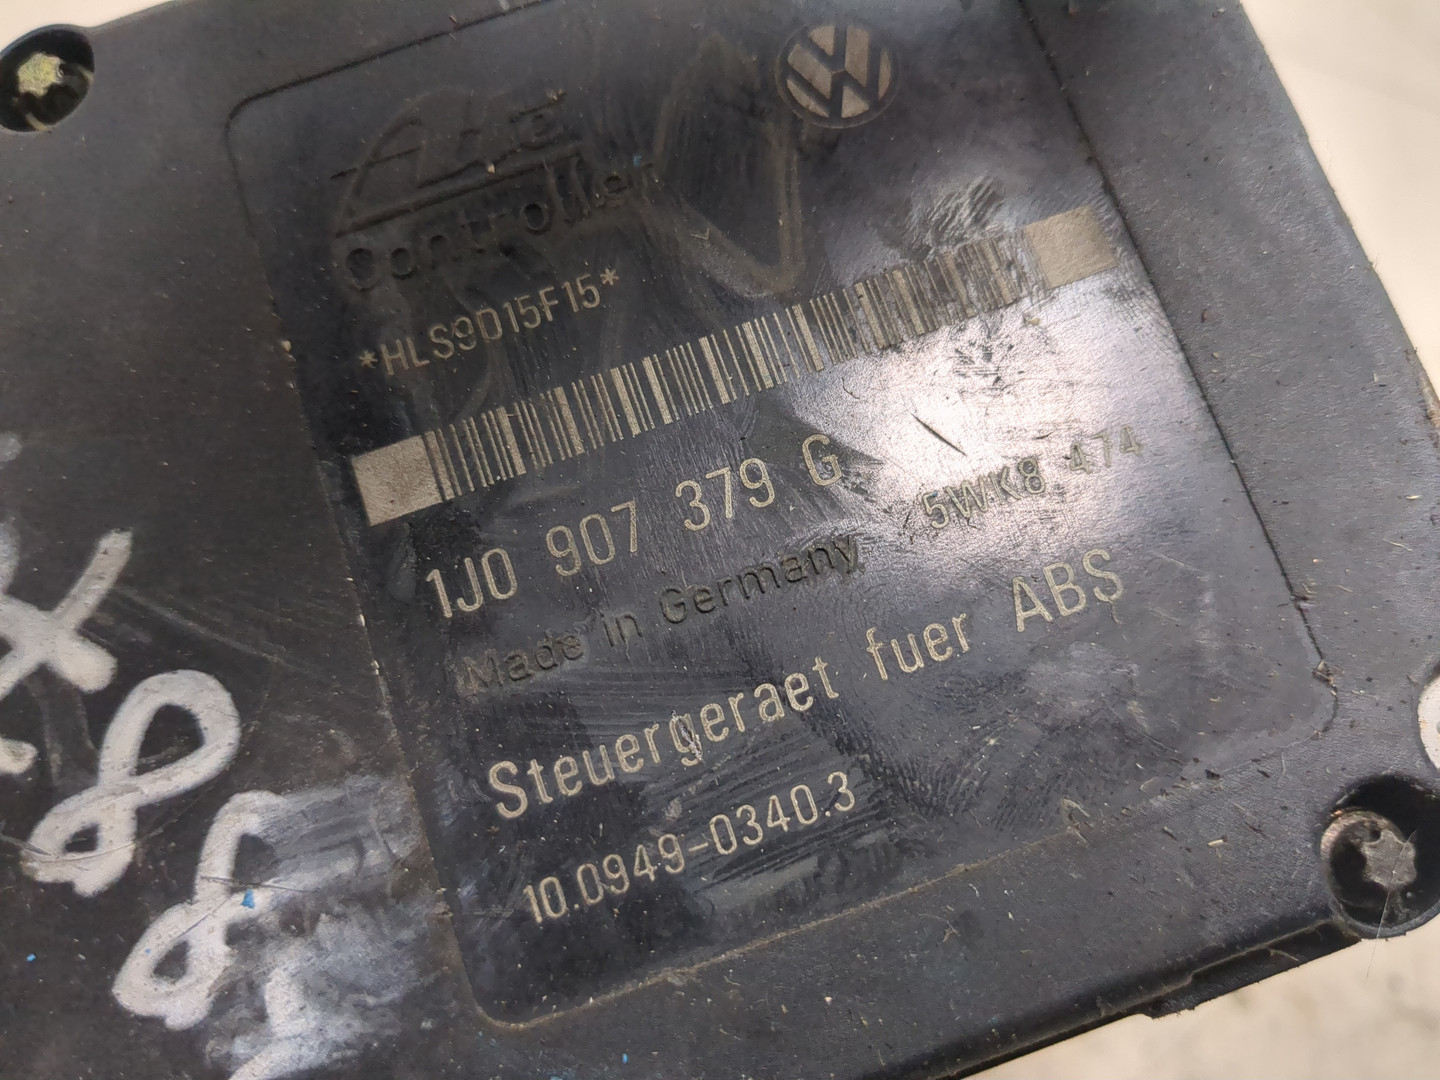 Ate
Controller
*HLS9D15F15*
1J0 907 379 G
5WK8 474
Made in Germany
Steuergeraet fuer ABS
10.0949-0340.3